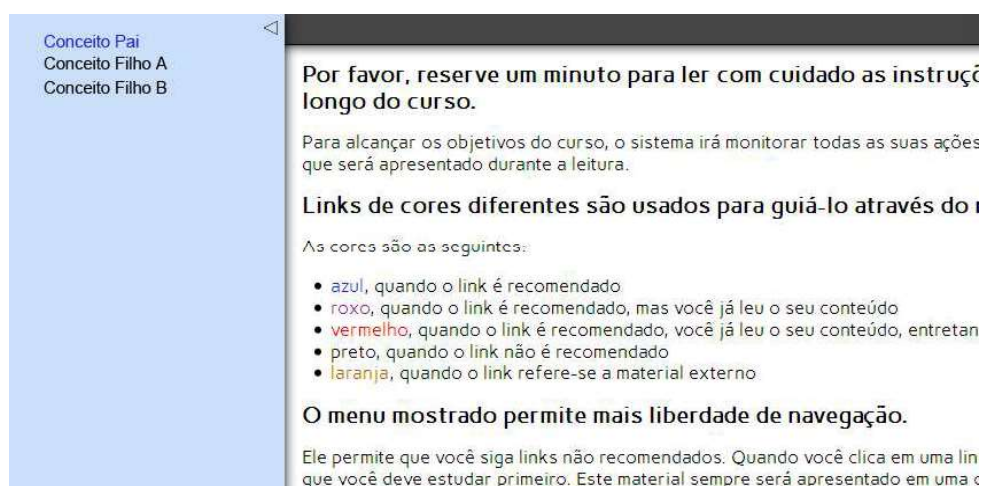 Conceito Pai
Conceito Filho A
Conceito Filho B
Por favor, reserve um minuto para ler com cuidado as instruçõ
longo do curso.
Para alcançar os objetivos do curso, o sistema irá monitorar todas as suas ações
que será apresentado durante a leitura.
Links de cores diferentes são usados para guiá-lo através do
As cores são as seguintes:
• azul, quando o link é recomendado
• roxo, quando o link é recomendado, mas você já leu o seu conteúdo
• vermelho, quando o link é recomendado, você já leu o seu conteúdo, entretan
• preto, quando o link não é recomendado
• laranja, quando o link refere-se a material externo
O menu mostrado permite mais liberdade de navegação.
Ele permite que você siga links não recomendados. Quando você clica em uma lin
que você deve estudar primeiro. Este material sempre será apresentado em uma